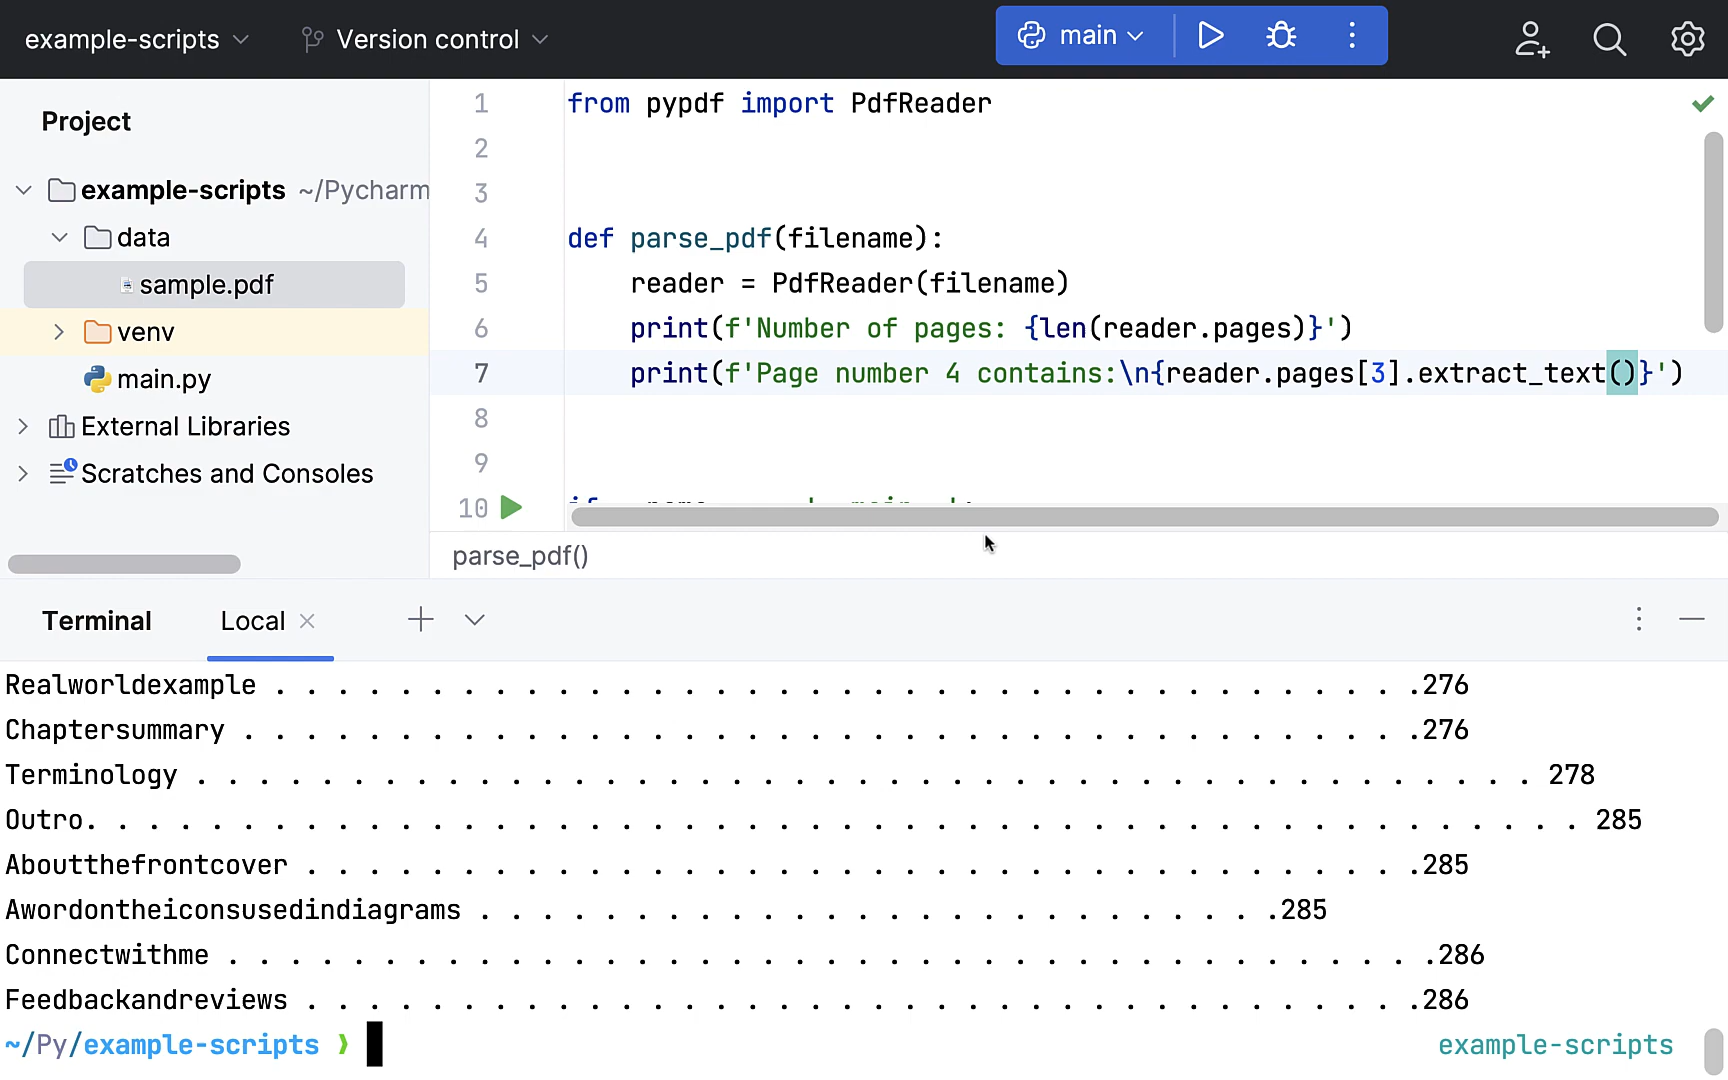 example-scripts Version control main
Project
example-scripts ~/Pycharm
data
sample.pdf
venv
main.py
External Libraries
Scratches and Consoles
1 from pypdf import PdfReader
2
3
4 def parse_pdf(filename):
5     reader = PdfReader(filename)
6     print(f'Number of pages: {len(reader.pages)}')
7     print(f'Page number 4 contains:\n{reader.pages[3].extract_text()}')
8
9
10
parse_pdf()
Terminal Local
Realworldexample . . . . . . . . . . . . . . . . . . . . . . . . . . . . . . . . . . . . .276
Chaptersummary . . . . . . . . . . . . . . . . . . . . . . . . . . . . . . . . . . . . . .276
Terminology . . . . . . . . . . . . . . . . . . . . . . . . . . . . . . . . . . . . . . . . . . . 278
Outro. . . . . . . . . . . . . . . . . . . . . . . . . . . . . . . . . . . . . . . . . . . . . . . . 285
Aboutthefrontcover . . . . . . . . . . . . . . . . . . . . . . . . . . . . . . . . . . . .285
Awordontheiconsusedindiagrams . . . . . . . . . . . . . . . . . . . . . . . . . .285
Connectwithme . . . . . . . . . . . . . . . . . . . . . . . . . . . . . . . . . . . . . . .286
Feedbackandreviews . . . . . . . . . . . . . . . . . . . . . . . . . . . . . . . . . . . .286
~/Py/example-scripts ❯ example-scripts